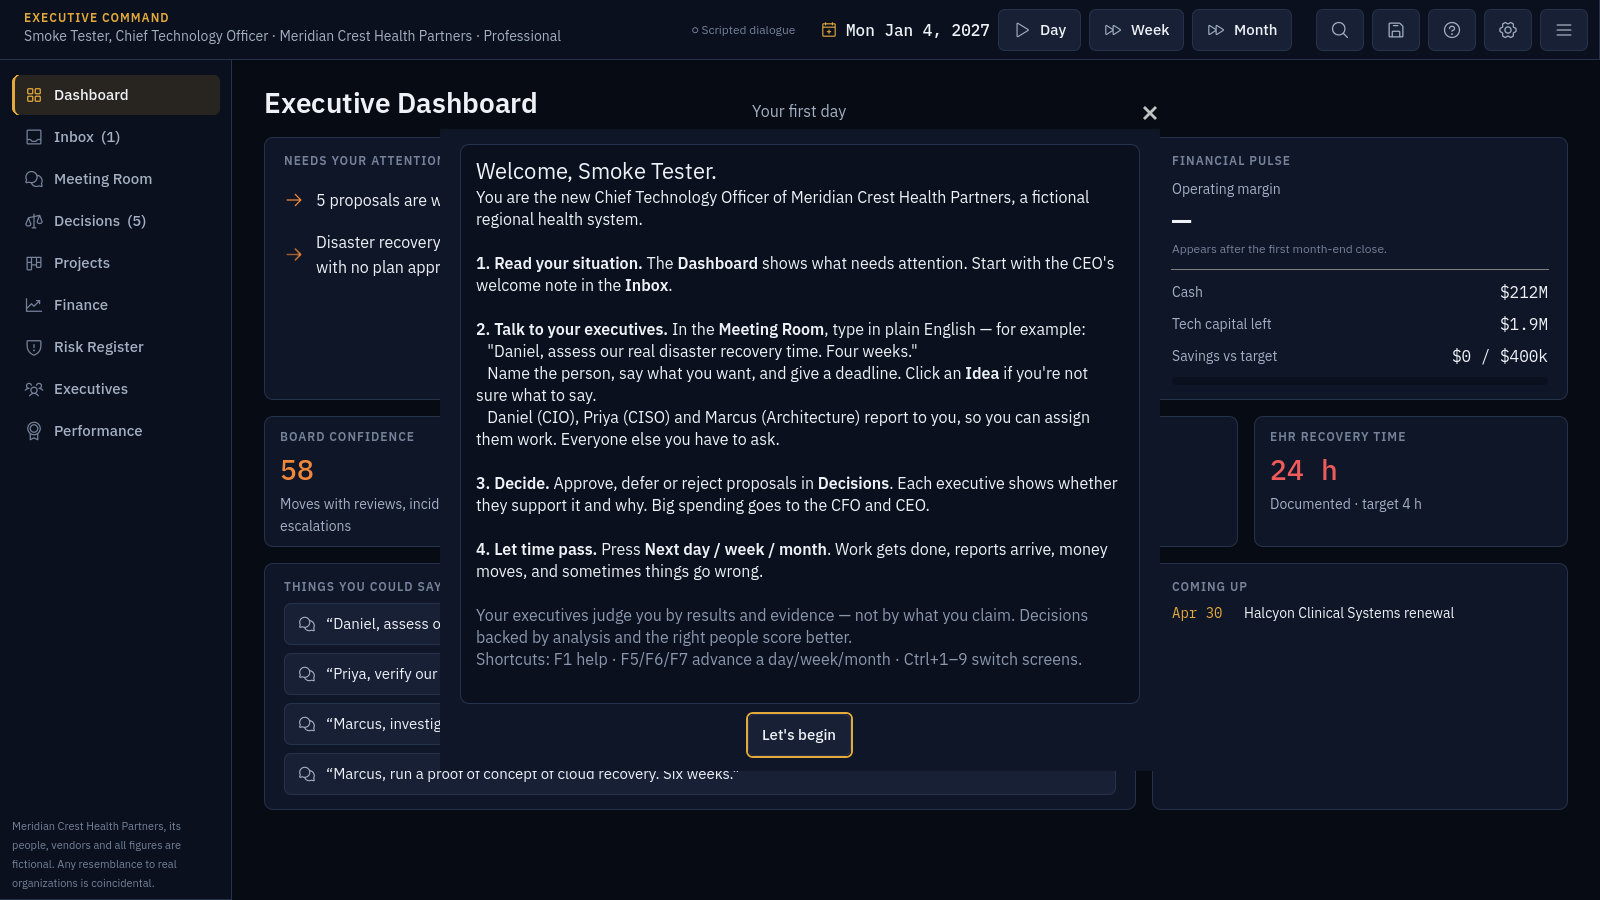 EXECUTIVE COMMAND
Smoke Tester, Chief Technology Officer · Meridian Crest Health Partners · Professional
Scripted dialogue
Mon Jan 4, 2027
Day
Week
Month
Dashboard
Inbox (1)
Meeting Room
Decisions (5)
Projects
Finance
Risk Register
Executives
Performance
Meridian Crest Health Partners, its
people, vendors and all figures are
fictional. Any resemblance to real
organizations is coincidental.
Executive Dashboard
Your first day
NEEDS YOUR ATTENTION
5 proposals are w
Disaster recovery
with no plan appr
Welcome, Smoke Tester.
You are the new Chief Technology Officer of Meridian Crest Health Partners, a fictional
regional health system.
1. Read your situation. The Dashboard shows what needs attention. Start with the CEO's
welcome note in the Inbox.
2. Talk to your executives. In the Meeting Room, type in plain English — for example:
"Daniel, assess our real disaster recovery time. Four weeks."
Name the person, say what you want, and give a deadline. Click an Idea if you're not
sure what to say.
Daniel (CIO), Priya (CISO) and Marcus (Architecture) report to you, so you can assign
them work. Everyone else you have to ask.
3. Decide. Approve, defer or reject proposals in Decisions. Each executive shows whether
they support it and why. Big spending goes to the CFO and CEO.
4. Let time pass. Press Next day / week / month. Work gets done, reports arrive, money
moves, and sometimes things go wrong.
Your executives judge you by results and evidence — not by what you claim. Decisions
backed by analysis and the right people score better.
Shortcuts: F1 help · F5/F6/F7 advance a day/week/month · Ctrl+1–9 switch screens.
Let's begin
FINANCIAL PULSE
Operating margin
—
Appears after the first month-end close.
Cash $212M
Tech capital left $1.9M
Savings vs target $0 / $400k
BOARD CONFIDENCE
58
Moves with reviews, incid
escalations
EHR RECOVERY TIME
24 h
Documented · target 4 h
THINGS YOU COULD SAY
“Daniel, assess o
“Priya, verify our
“Marcus, investig
“Marcus, run a proof of concept of cloud recovery. Six weeks.”
COMING UP
Apr 30 Halcyon Clinical Systems renewal